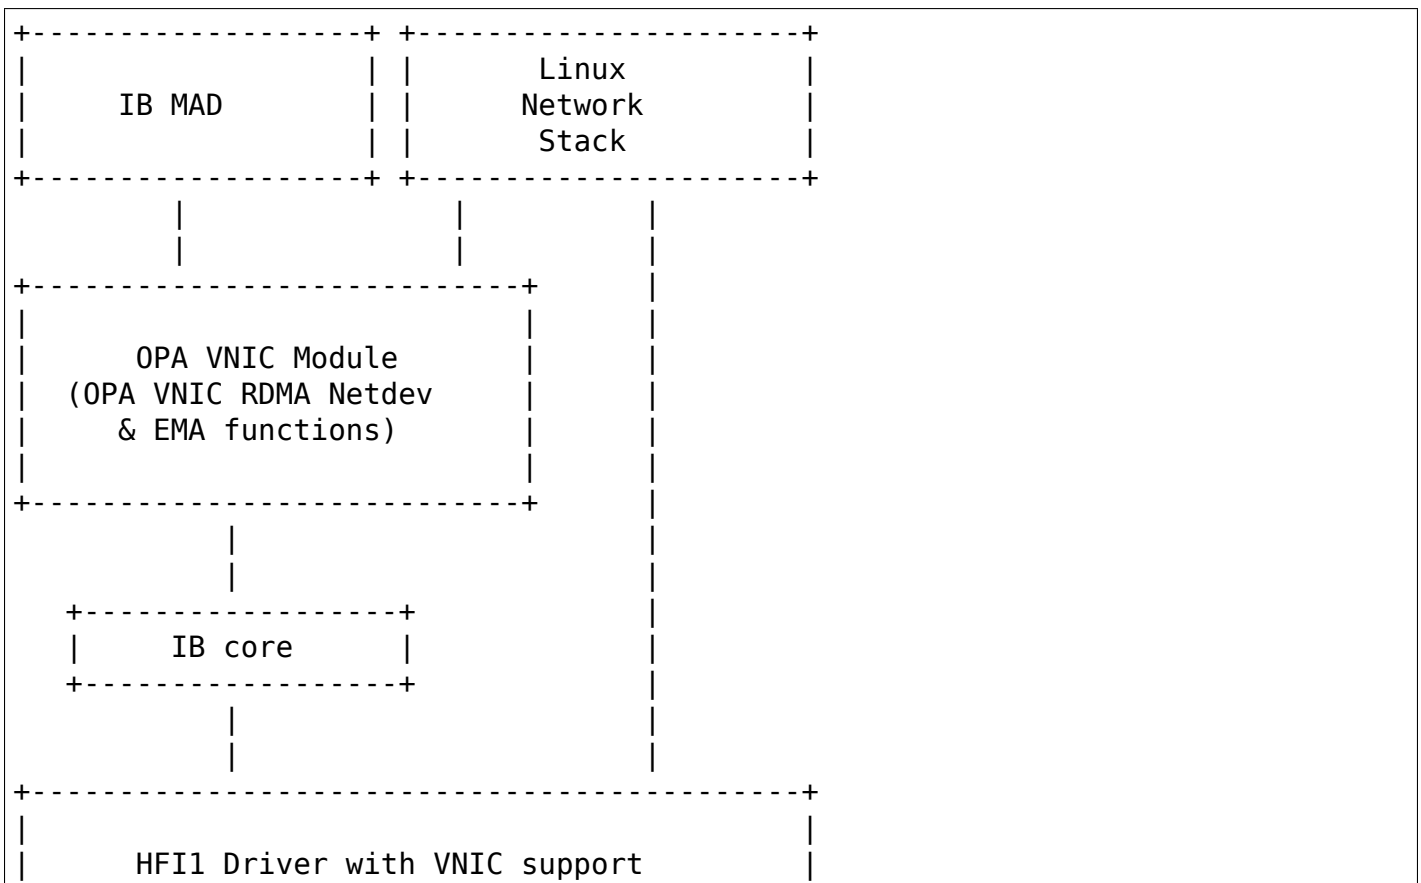 +-------------------+ +----------------------+
|                   | |       Linux          |
|     IB MAD        | |      Network         |
|                   | |       Stack          |
+-------------------+ +----------------------+
         |               |          |
         |               |          |
+----------------------------+      |
|                            |      |
|      OPA VNIC Module       |      |
|  (OPA VNIC RDMA Netdev     |      |
|     & EMA functions)       |      |
|                            |      |
+----------------------------+      |
            |                       |
            |                       |
   +------------------+             |
   |     IB core      |             |
   +------------------+             |
            |                       |
            |                       |
+--------------------------------------------+
|                                            |
|      HFI1 Driver with VNIC support         |